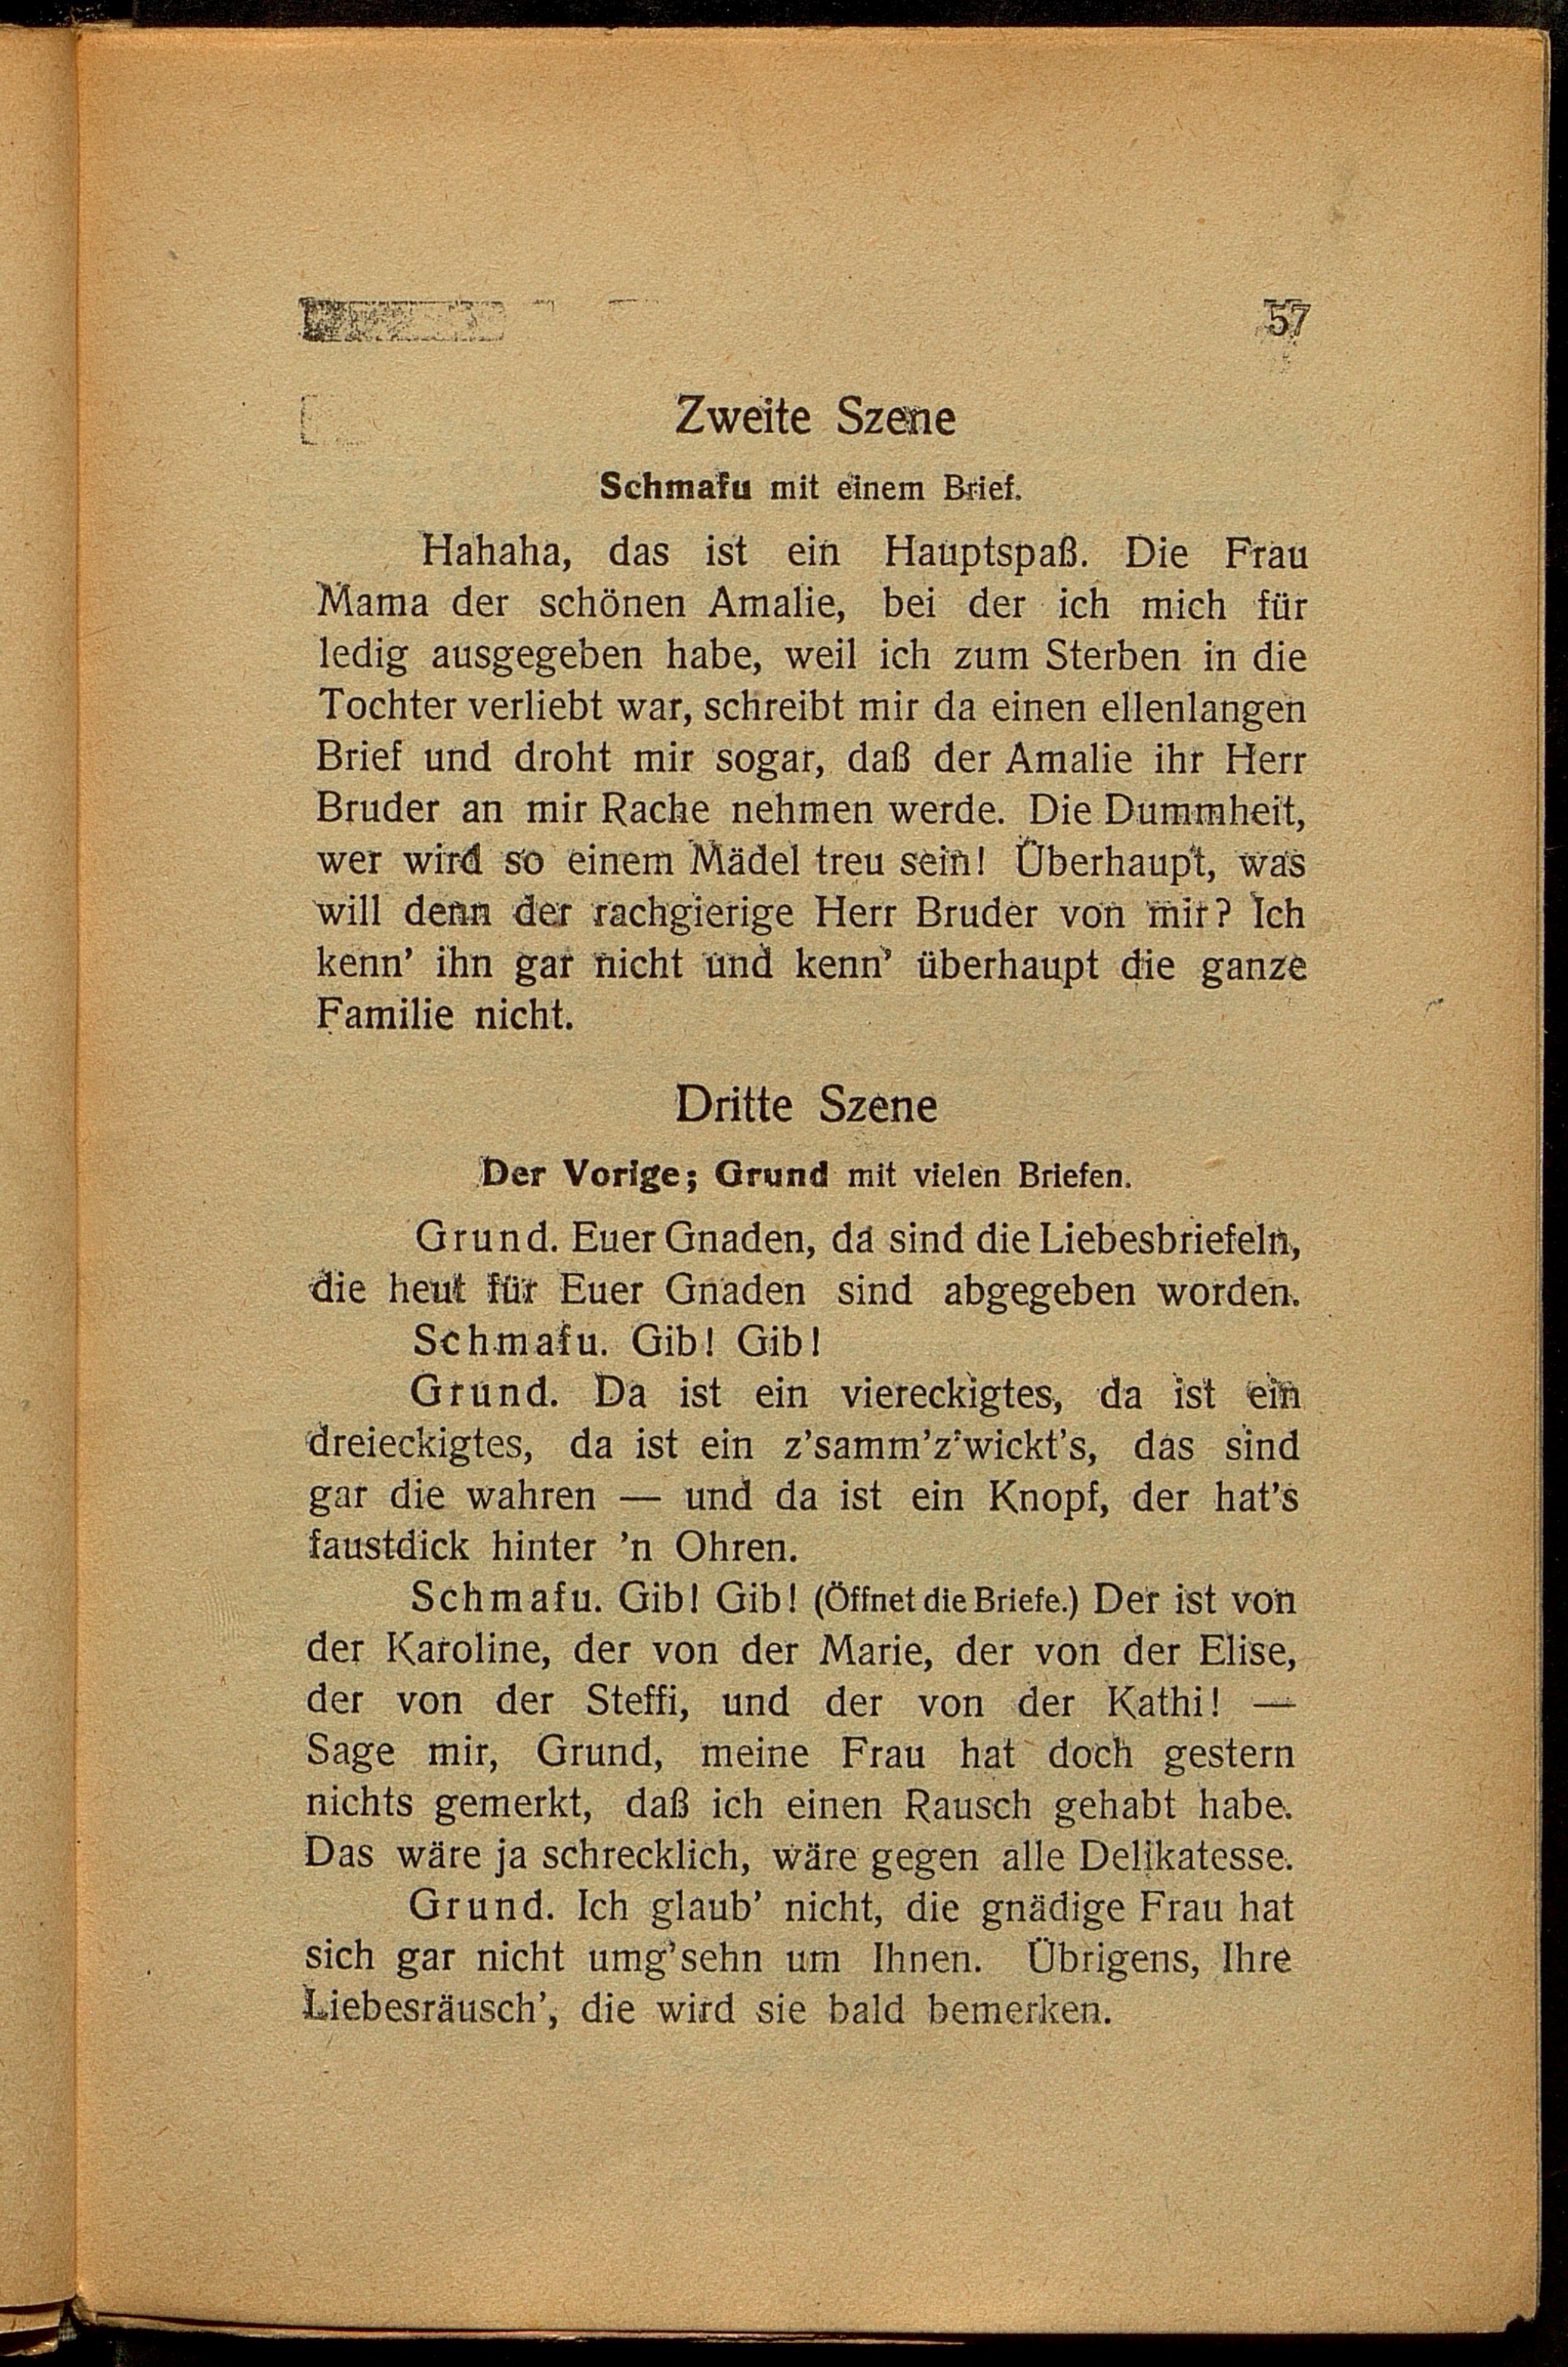 57
Zweite Szene
Schmafu mit einem Brief.
Hahaha, das ist ein Hauptspaß. Die Frau
Mama der schönen Amalie, bei der ich mich für
ledig ausgegeben habe, weil ich zum Sterben in die
Tochter verliebt war, schreibt mir da einen ellenlangen
Brief und droht mir sogar, daß der Amalie ihr Herr
Bruder an mir Rache nehmen werde. Die Dummheit,
wer wird so einem Mädel treu sein! Überhaupt, was
will denn der rachgierige Herr Bruder von mir? Ich
kenn' ihn gar nicht und kenn' überhaupt die ganze
Familie nicht.
Dritte Szene
Der Vorige; Grund mit vielen Briefen.
Grund. Euer Gnaden, da sind die Liebesbriefeln,
die heut für Euer Gnaden sind abgegeben worden.
Schmafu. Gib! Gib!
Grund. Da ist ein viereckigtes, da ist ein
dreieckigtes, da ist ein z'samm'z'wickt's, das sind
gar die wahren — und da ist ein Knopf, der hat's
faustdick hinter 'n Ohren.
Schmafu. Gib! Gib! (Öffnet die Briefe.) Der ist von
der Karoline, der von der Marie, der von der Elise,
der von der Steffi, und der von der Kathi! —
Sage mir, Grund, meine Frau hat doch gestern
nichts gemerkt, daß ich einen Rausch gehabt habe.
Das wäre ja schrecklich, wäre gegen alle Delikatesse.
Grund. Ich glaub' nicht, die gnädige Frau hat
sich gar nicht umg'sehn um Ihnen. Übrigens, Ihre
Liebesräusch', die wird sie bald bemerken.